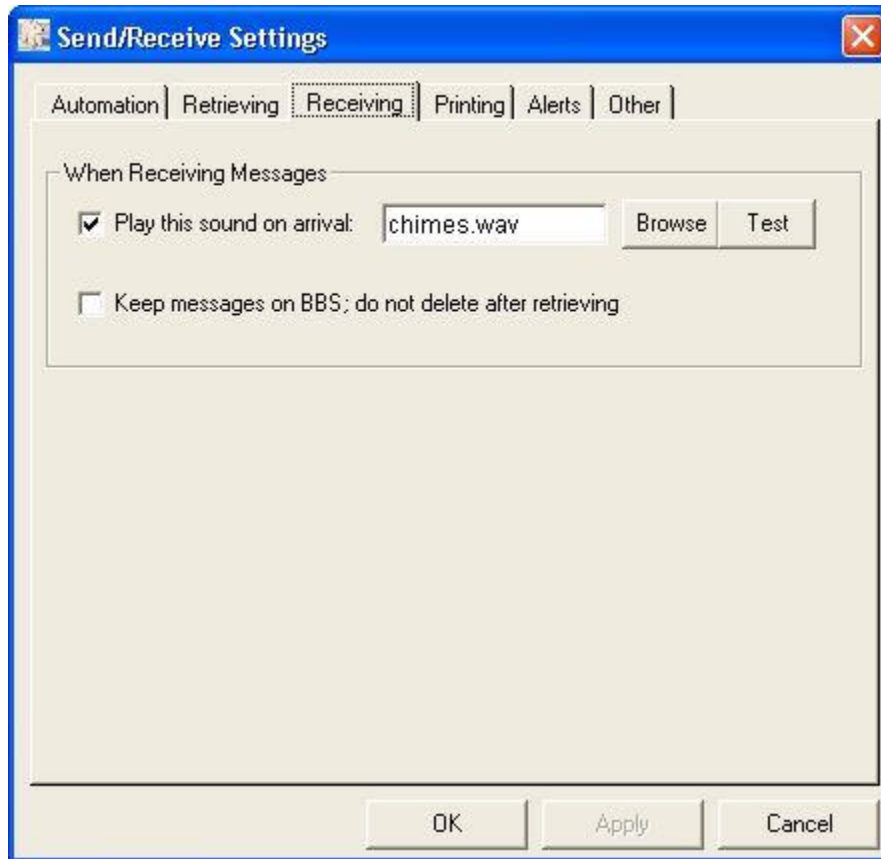 Send/Receive Settings
Automation Retrieving Receiving Printing Alerts Other
When Receiving Messages
Play this sound on arrival: chimes.wav Browse Test
Keep messages on BBS; do not delete after retrieving
OK Apply Cancel